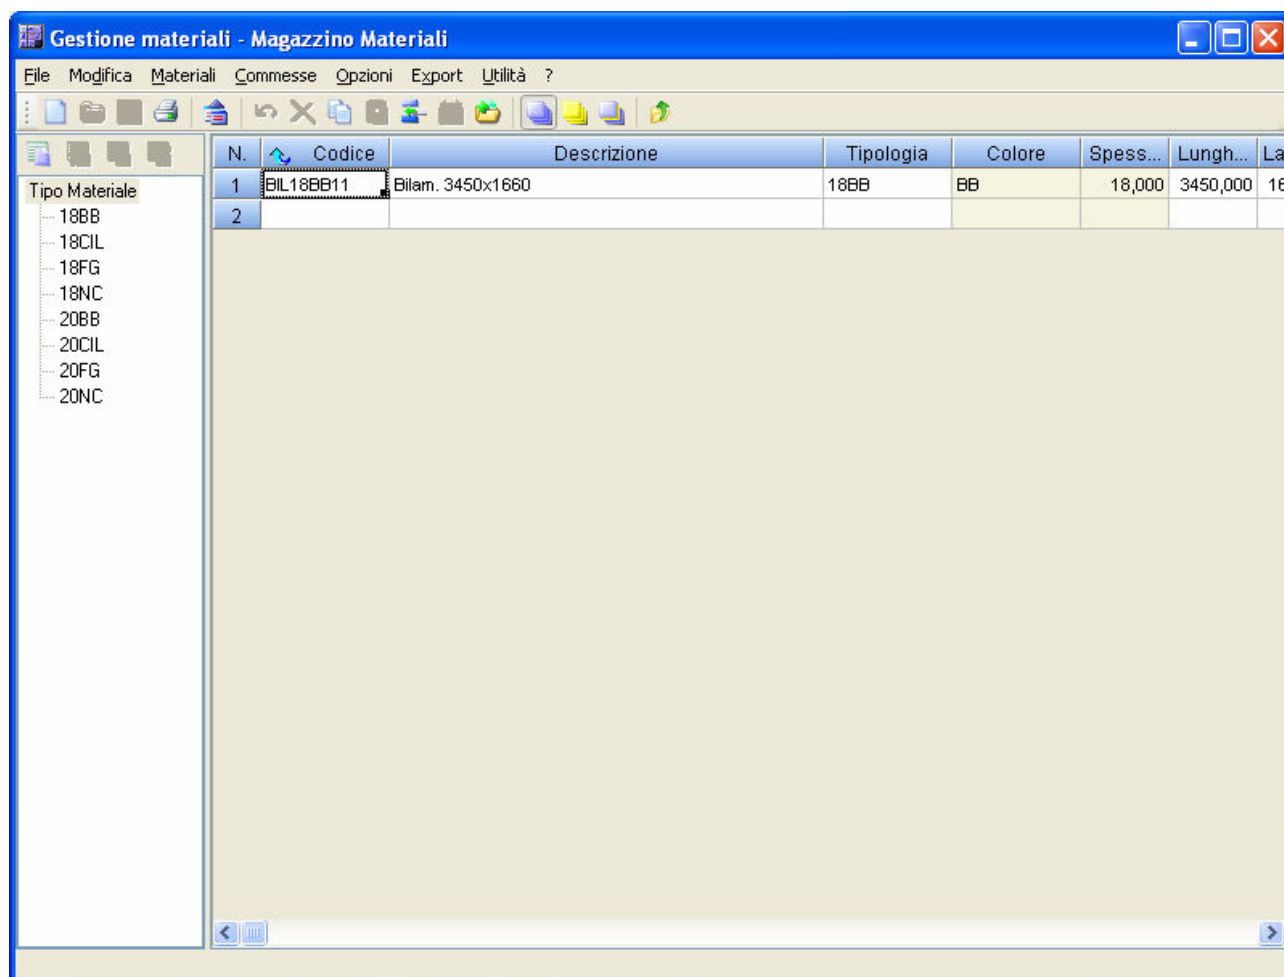 Gestione materiali - Magazzino Materiali
File Modifica Materiali Commesse Opzioni Export Utilità ?
N. Codice Descrizione Tipologia Colore Spess... Lungh... La
1 BIL18BB11 Bilam. 3450x1660 18BB BB 18,000 3450,000 16
2
Tipo Materiale
18BB
18CIL
18FG
18NC
20BB
20CIL
20FG
20NC